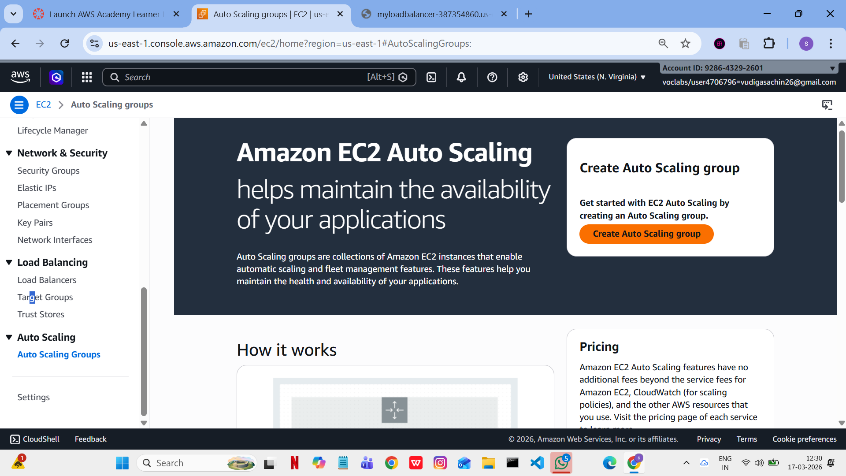 Launch AWS Academy Learner
Auto Scaling groups | EC2 | us-e
myloadbalancer-387354860.us
us-east-1.console.aws.amazon.com/ec2/home?region=us-east-1#AutoScalingGroups:
S
aws
Search
[Alt+S]
United States (N. Virginia)
Account ID: 9286-4329-2601
voclabs/user4706796=vudigasachin26@gmail.com
EC2
Auto Scaling groups
Lifecycle Manager
Network & Security
Security Groups
Elastic IPs
Placement Groups
Key Pairs
Network Interfaces
Load Balancing
Load Balancers
Target Groups
Trust Stores
Auto Scaling
Auto Scaling Groups
Settings
Amazon EC2 Auto Scaling
helps maintain the availability
of your applications
Auto Scaling groups are collections of Amazon EC2 instances that enable
automatic scaling and fleet management features. These features help you
maintain the health and availability of your applications.
Create Auto Scaling group
Get started with EC2 Auto Scaling by
creating an Auto Scaling group.
Create Auto Scaling group
How it works
Pricing
Amazon EC2 Auto Scaling features have no
additional fees beyond the service fees for
Amazon EC2, CloudWatch (for scaling
policies), and the other AWS resources that
you use. Visit the pricing page of each service
to learn more.
CloudShell
Feedback
© 2026, Amazon Web Services, Inc. or its affiliates.
Privacy
Terms
Cookie preferences
1
Search
5
ENG
IN
12:30
17-03-2026